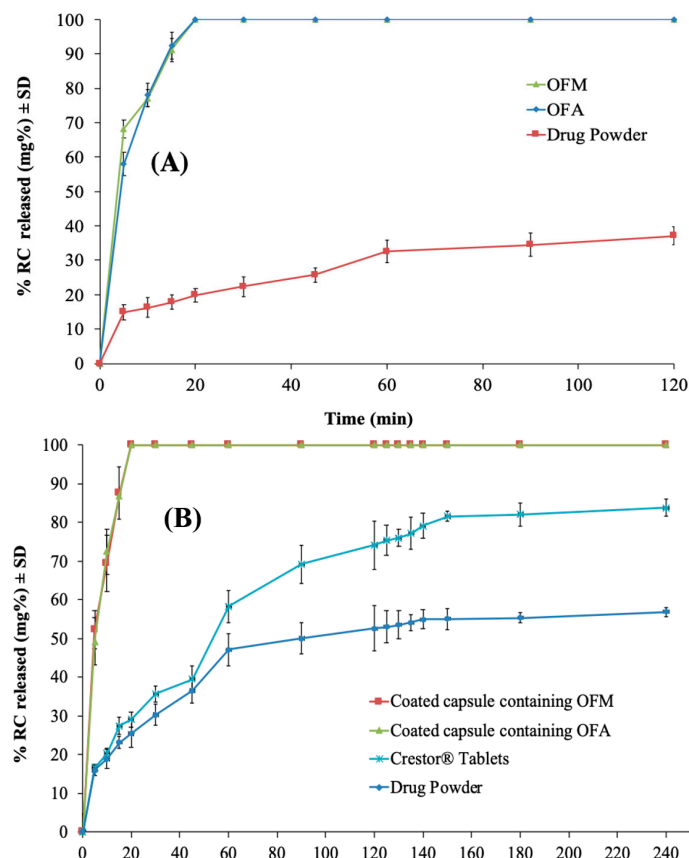 100
90
80
70
60
50
40
30
20
10
0
% RC released (mg%) ± SD
(A)
OFM
OFA
Drug Powder
0 20 40 60 80 100 120
Time (min)
100
90
80
70
60
50
40
30
20
10
0
% RC released (mg%) ± SD
(B)
Coated capsule containing OFM
Coated capsule containing OFA
Crestor® Tablets
Drug Powder
0 20 40 60 80 100 120 140 160 180 200 220 240